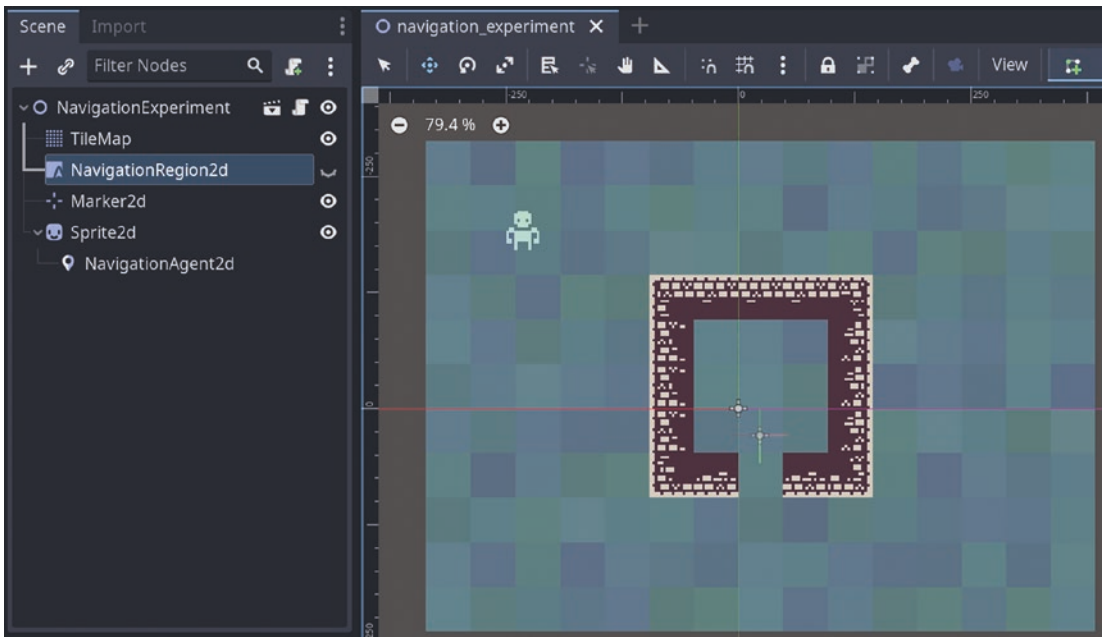 Scene Import
navigation_experiment
Filter Nodes
View
NavigationExperiment
TileMap
NavigationRegion2d
Marker2d
Sprite2d
NavigationAgent2d
-250 0 250
79.4 %
-250
0
250